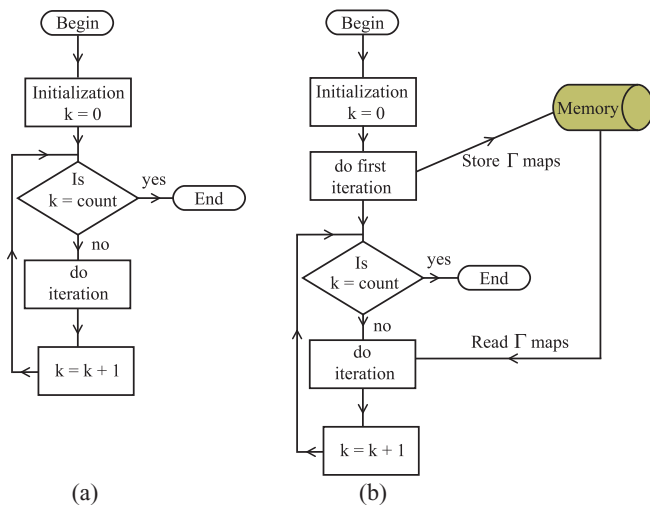 Begin
Initialization
k = 0
Is
k = count
yes
End
no
do
iteration
k = k + 1
(a)
Begin
Initialization
k = 0
Memory
do first
iteration
Store Γ maps
Is
k = count
yes
End
no
do
iteration
Read Γ maps
k = k + 1
(b)